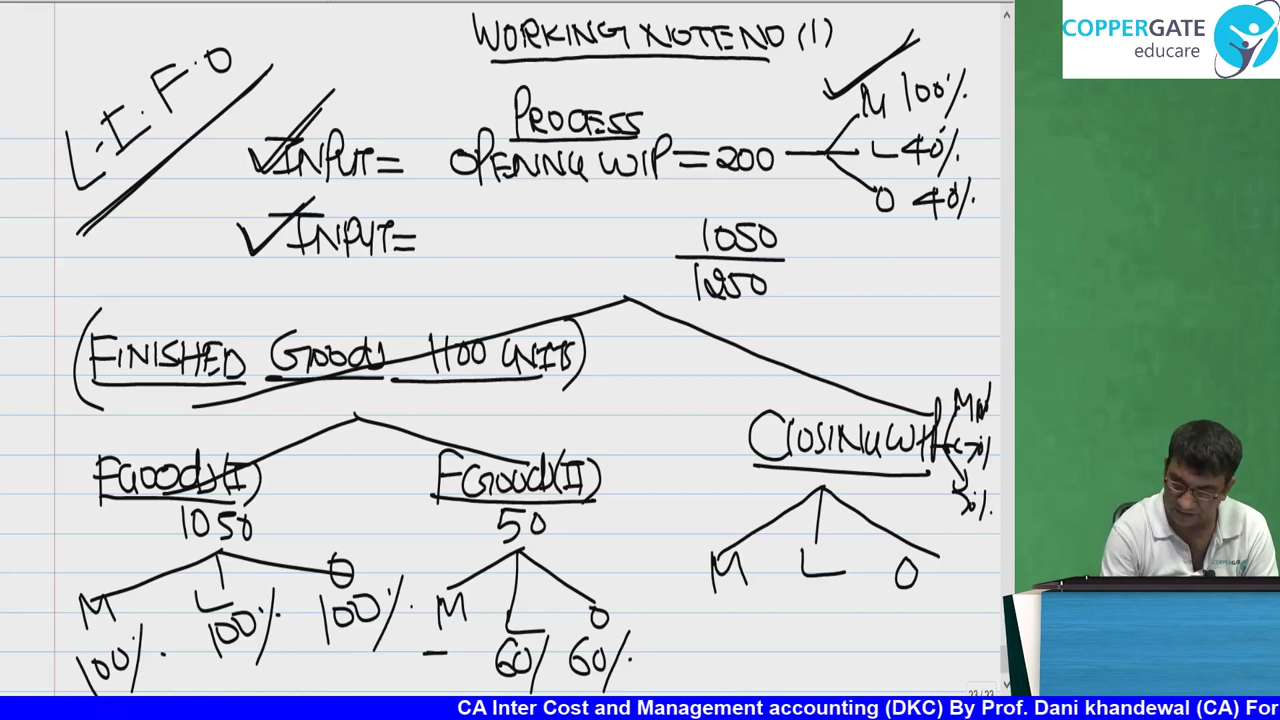 WORKING NOTE NO (1)
L.I.F.O
PROCESS
INPUT = OPENING WIP = 200
M 100%
L 40%
O 40%
INPUT = 1050
1250
(FINISHED Goods 1100 UNITS)
FGoods(I)
1050
M L O
100% 100% 100%
FGood(II)
50
M L O
– 60% 60%
CLOSING WIP
M L O
COPPERGATE
educare
CA Inter Cost and Management accounting (DKC) By Prof. Dani khandewal (CA) For